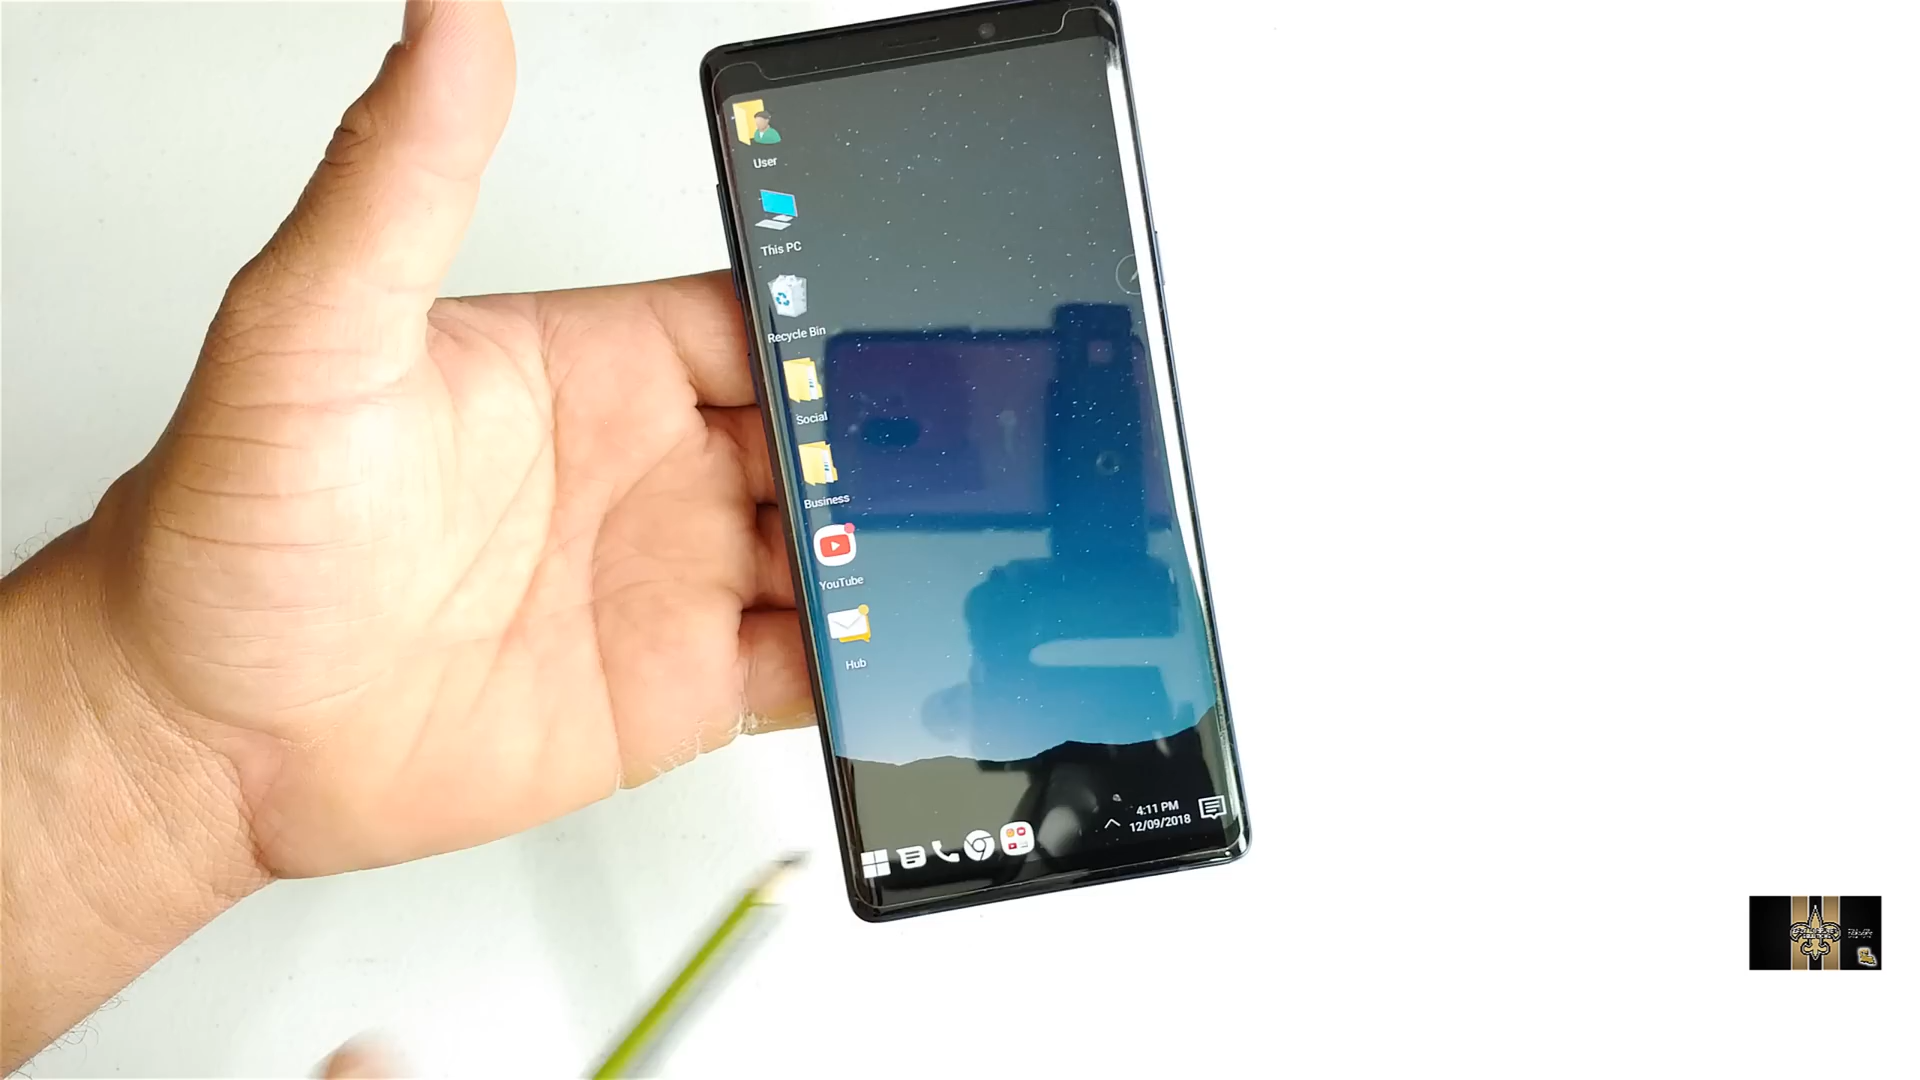 User
This PC
Recycle Bin
Social
Business
YouTube
Hub
4:11 PM
12/09/2018